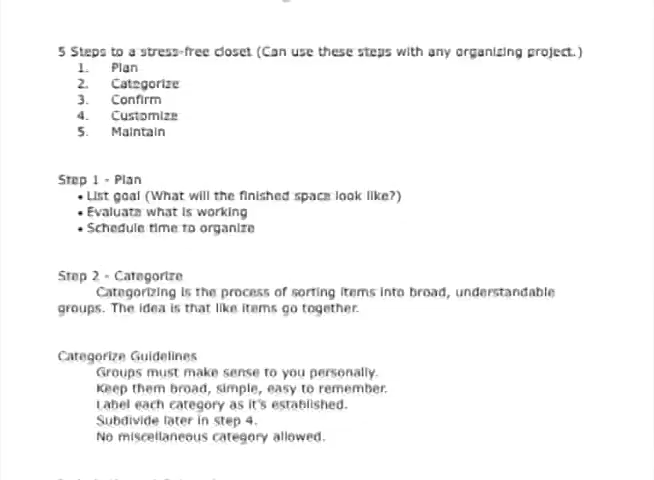 5 Steps to a stress-free closet (Can use these steps with any organizing project.)
1. Plan
2. Categorize
3. Confirm
4. Customize
5. Maintain
Step 1 - Plan
• List goal (What will the finished space look like?)
• Evaluate what is working
• Schedule time to organize
Step 2 - Categorize
Categorizing is the process of sorting items into broad, understandable
groups. The idea is that like items go together.
Categorize Guidelines
Groups must make sense to you personally.
Keep them broad, simple, easy to remember.
Label each category as it's established.
Subdivide later in step 4.
No miscellaneous category allowed.